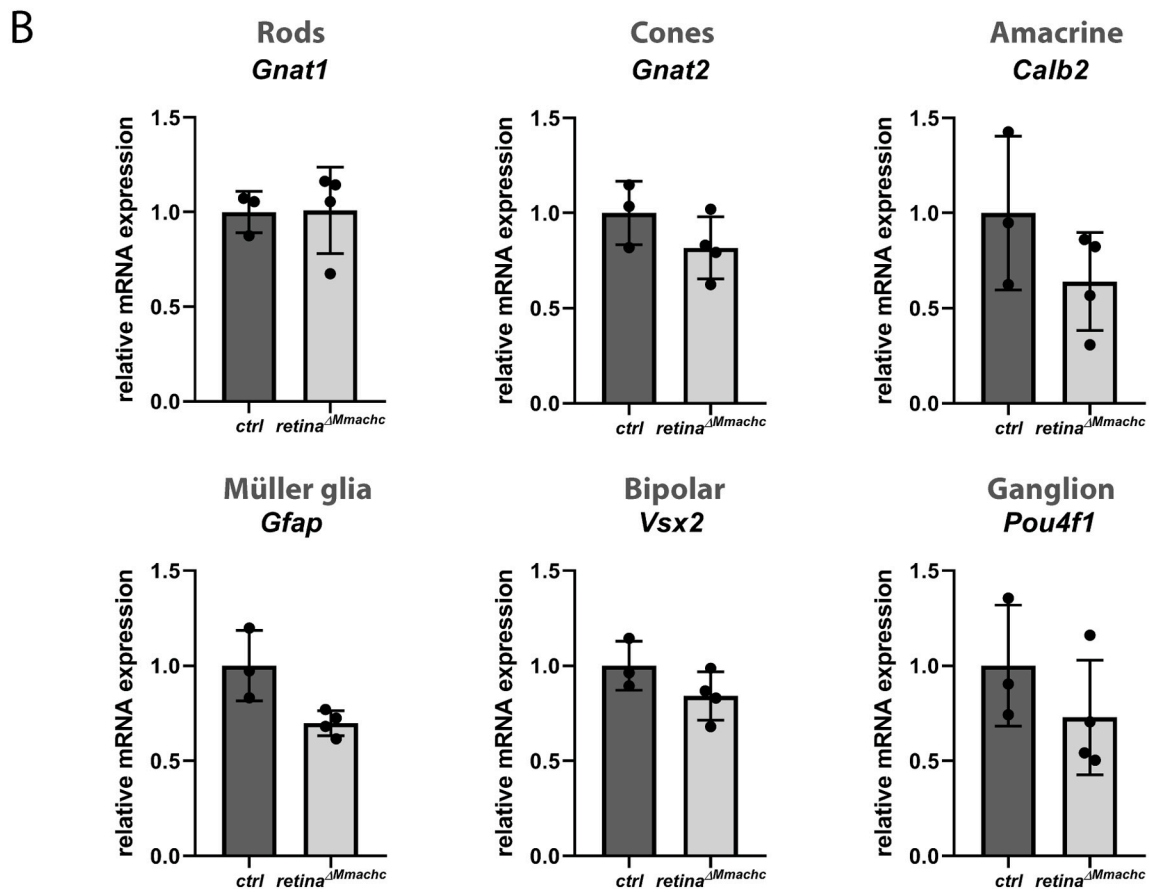 B
Rods
Gnat1
relative mRNA expression
1.5
1.0
0.5
0.0
ctrl retinaΔMmachc
Cones
Gnat2
relative mRNA expression
1.5
1.0
0.5
0.0
ctrl retinaΔMmachc
Amacrine
Calb2
relative mRNA expression
1.5
1.0
0.5
0.0
ctrl retinaΔMmachc
Müller glia
Gfap
relative mRNA expression
1.5
1.0
0.5
0.0
ctrl retinaΔMmachc
Bipolar
Vsx2
relative mRNA expression
1.5
1.0
0.5
0.0
ctrl retinaΔMmachc
Ganglion
Pou4f1
relative mRNA expression
1.5
1.0
0.5
0.0
ctrl retinaΔMmachc